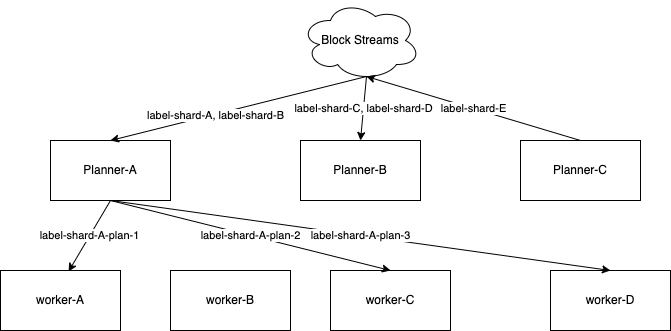 Block Streams
label-shard-A, label-shard-B
label-shard-C, label-shard-D
label-shard-E
Planner-A
Planner-B
Planner-C
label-shard-A-plan-1
label-shard-A-plan-2
label-shard-A-plan-3
worker-A
worker-B
worker-C
worker-D